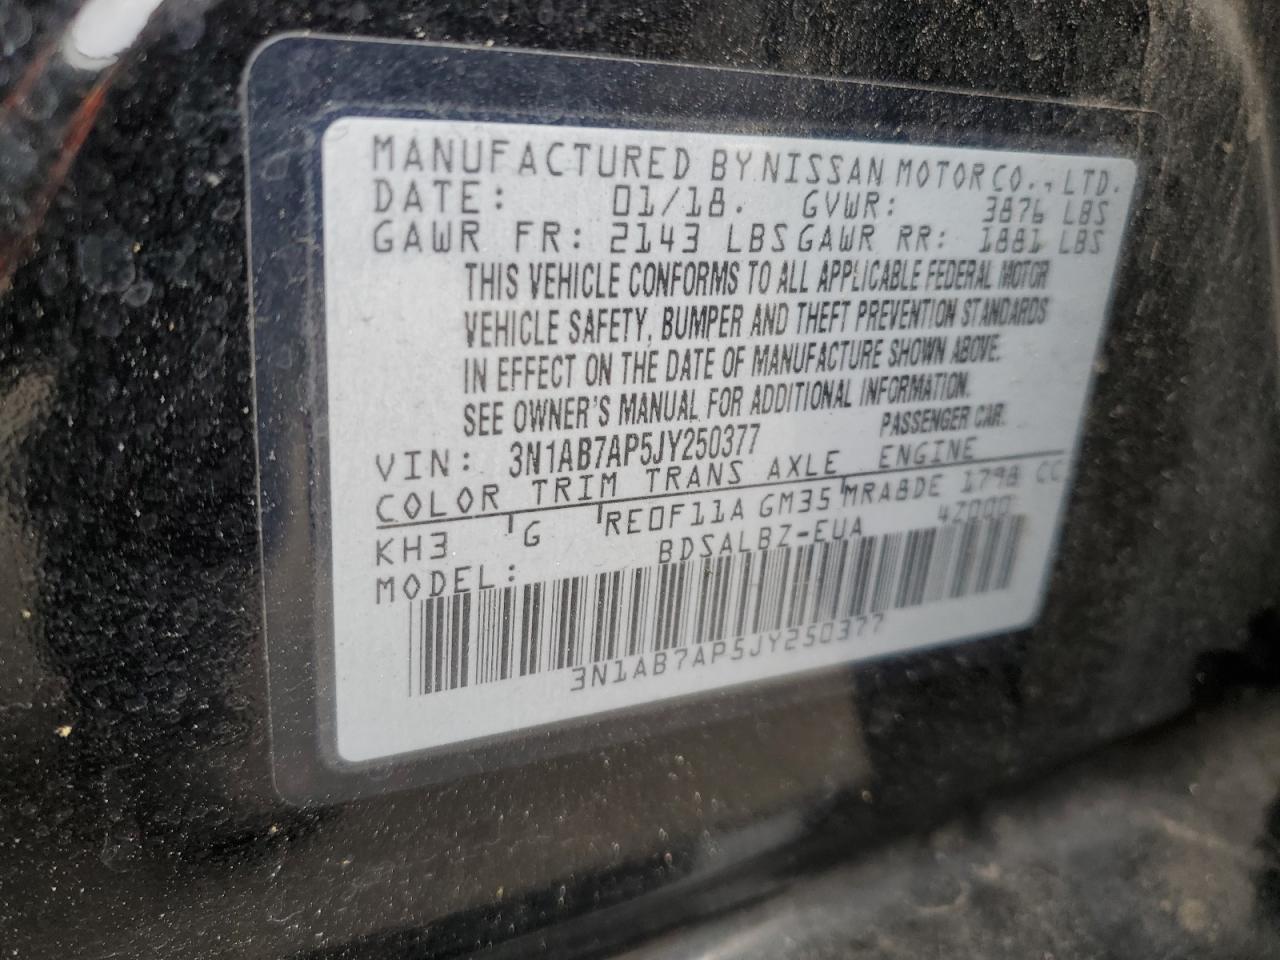 MANUFACTURED BY NISSAN MOTOR CO., LTD.
DATE: 01/18. GVWR: 3876 LBS
GAWR FR: 2143 LBS GAWR RR: 1881 LBS
THIS VEHICLE CONFORMS TO ALL APPLICABLE FEDERAL MOTOR
VEHICLE SAFETY, BUMPER AND THEFT PREVENTION STANDARDS
IN EFFECT ON THE DATE OF MANUFACTURE SHOWN ABOVE.
SEE OWNER'S MANUAL FOR ADDITIONAL INFORMATION.
VIN: 3N1AB7AP5JY250377 PASSENGER CAR.
COLOR TRIM TRANS AXLE ENGINE
KH3 G RE0F11A GM35 MRA8DE 1798 CC
MODEL: BDSALBZ-EUA 4Z000
3N1AB7AP5JY250377